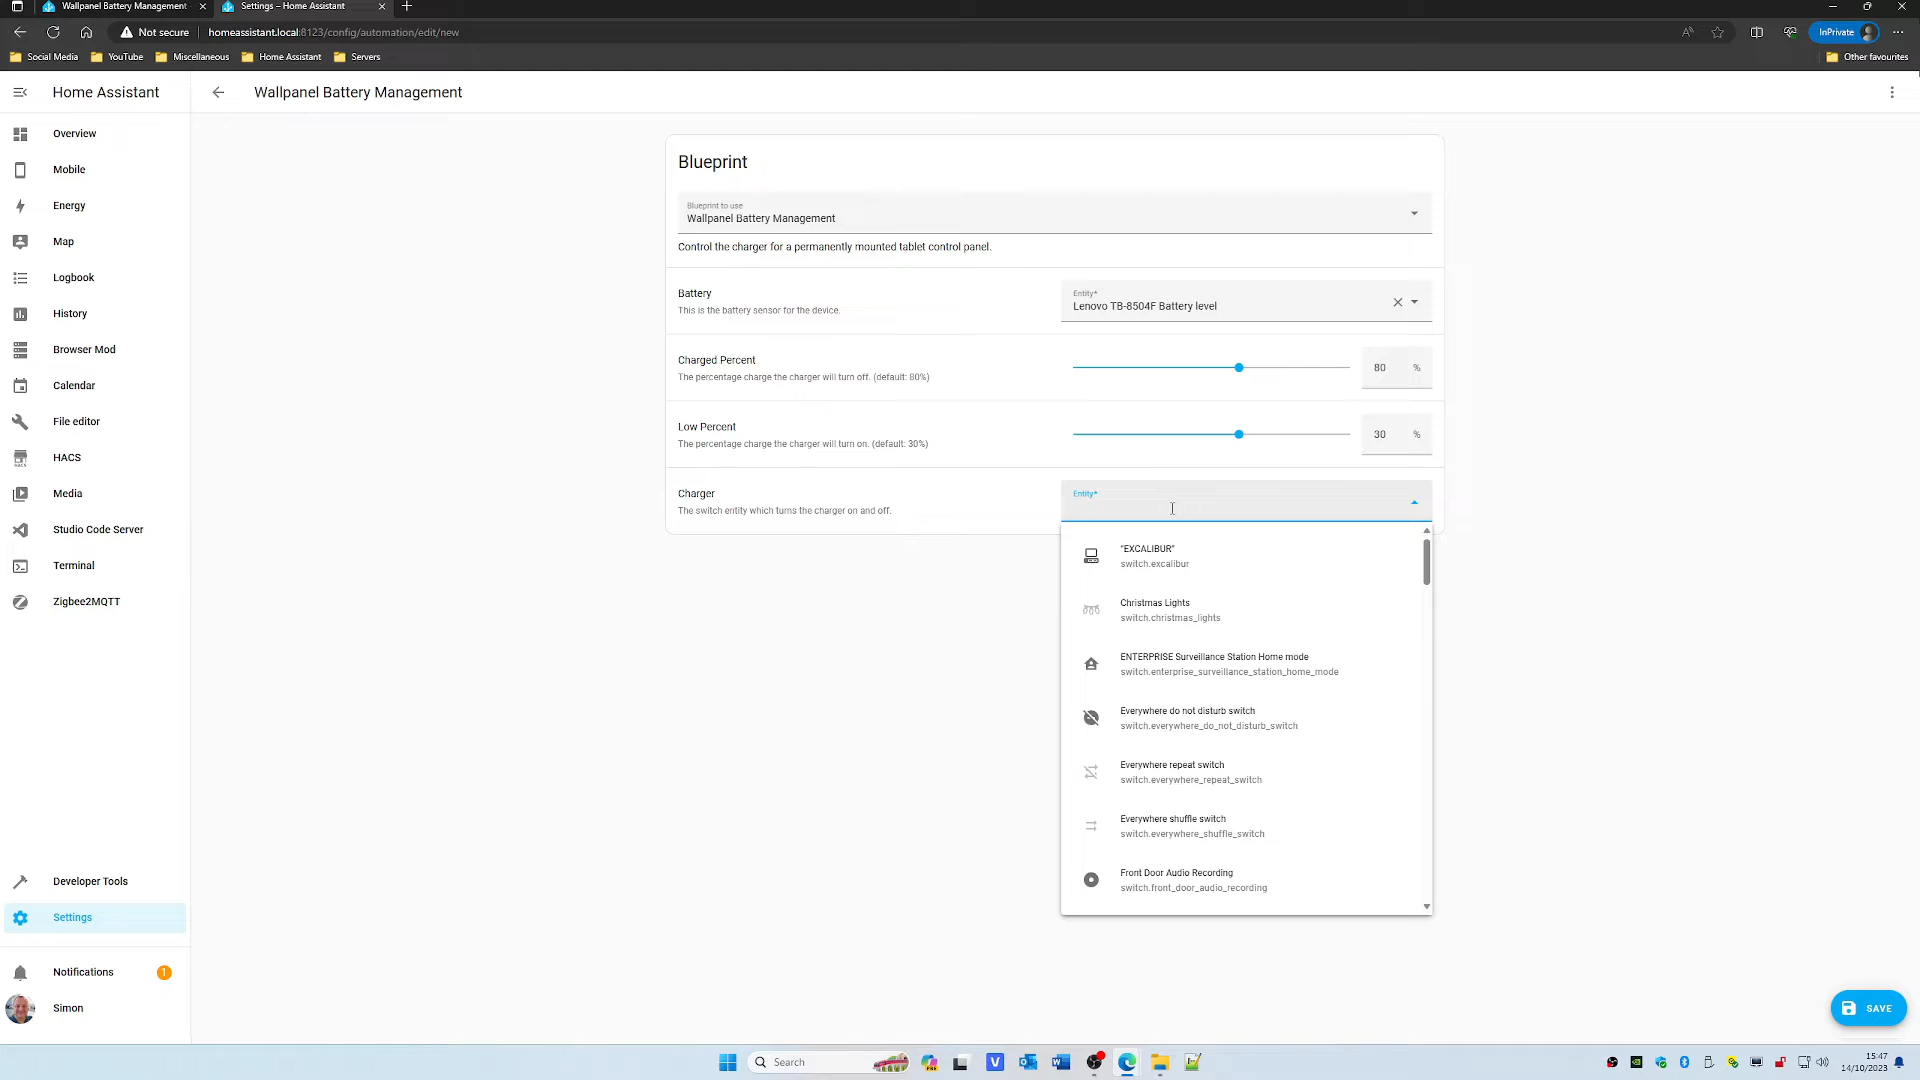 Wallpanel Battery Management
Settings – Home Assistant
Not secure
homeassistant.local:8123/config/automation/edit/new
InPrivate
Social Media
YouTube
Miscellaneous
Home Assistant
Servers
Other favourites
Home Assistant
Wallpanel Battery Management
Overview
Mobile
Energy
Map
Logbook
History
Browser Mod
Calendar
File editor
HACS
Media
Studio Code Server
Terminal
Zigbee2MQTT
Developer Tools
Settings
Notifications
1
Simon
Blueprint
Blueprint to use
Wallpanel Battery Management
Control the charger for a permanently mounted tablet control panel.
Battery
This is the battery sensor for the device.
Entity*
Lenovo TB-8504F Battery level
Charged Percent
The percentage charge the charger will turn off. (default: 80%)
80 %
Low Percent
The percentage charge the charger will turn on. (default: 30%)
30 %
Charger
The switch entity which turns the charger on and off.
Entity*
"EXCALIBUR"
switch.excalibur
Christmas Lights
switch.christmas_lights
ENTERPRISE Surveillance Station Home mode
switch.enterprise_surveillance_station_home_mode
Everywhere do not disturb switch
switch.everywhere_do_not_disturb_switch
Everywhere repeat switch
switch.everywhere_repeat_switch
Everywhere shuffle switch
switch.everywhere_shuffle_switch
Front Door Audio Recording
switch.front_door_audio_recording
SAVE
Search
15:47
14/10/2023